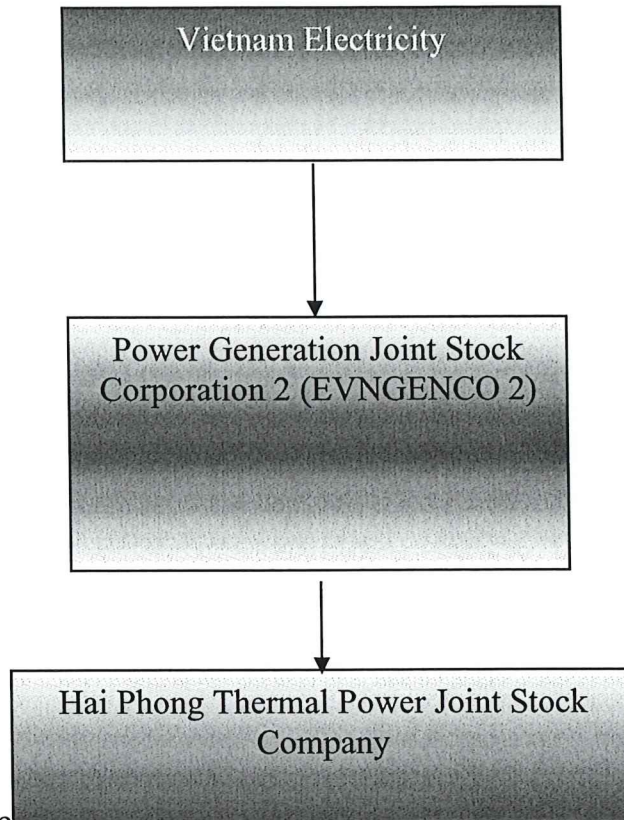 Vietnam Electricity
Power Generation Joint Stock
Corporation 2 (EVNGENCO 2)
Hai Phong Thermal Power Joint Stock
Company